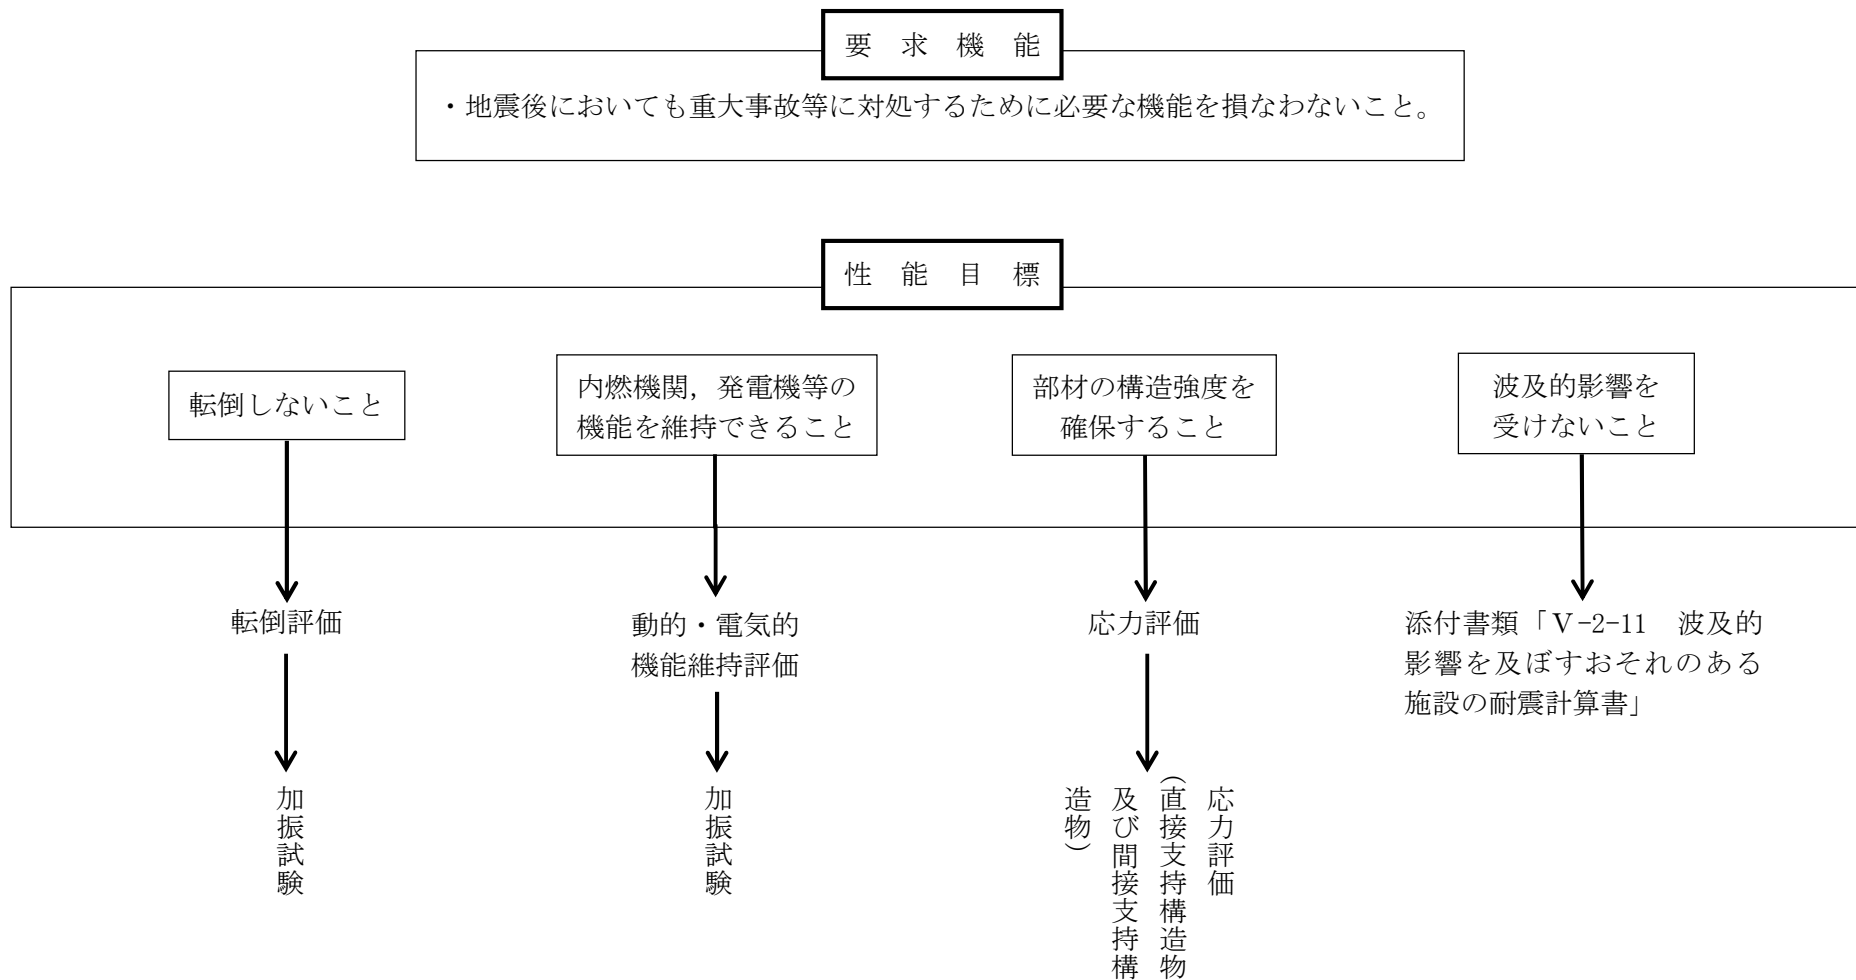 要 求 機 能
・地震後においても重大事故等に対処するために必要な機能を損なわないこと。
性 能 目 標
転倒しないこと
内燃機関，発電機等の
機能を維持できること
部材の構造強度を
確保すること
波及的影響を
受けないこと
転倒評価
動的・電気的
機能維持評価
応力評価
添付書類「Ⅴ-2-11　波及的
影響を及ぼすおそれのある
施設の耐震計算書」
加振試験
加振試験
応力評価
（直接支持構造物
及び間接支持構
造物）